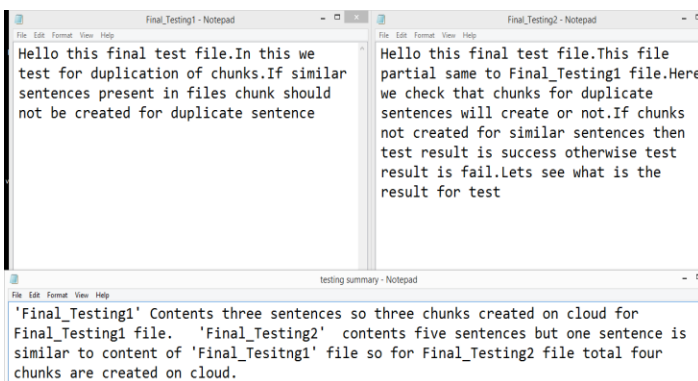 Final_Testing1 - Notepad
File Edit Format View Help
Hello this final test file.In this we
test for duplication of chunks.If similar
sentences present in files chunk should
not be created for duplicate sentence
Final_Testing2 - Notepad
File Edit Format View Help
Hello this final test file.This file
partial same to Final_Testing1 file.Here
we check that chunks for duplicate
sentences will create or not.If chunks
not created for similar sentences then
test result is success otherwise test
result is fail.Lets see what is the
result for test
testing summary - Notepad
File Edit Format View Help
'Final_Testing1' Contents three sentences so three chunks created on cloud for
Final_Testing1 file. 'Final_Testing2' contents five sentences but one sentence is
similar to content of 'Final_Tesitng1' file so for Final_Testing2 file total four
chunks are created on cloud.